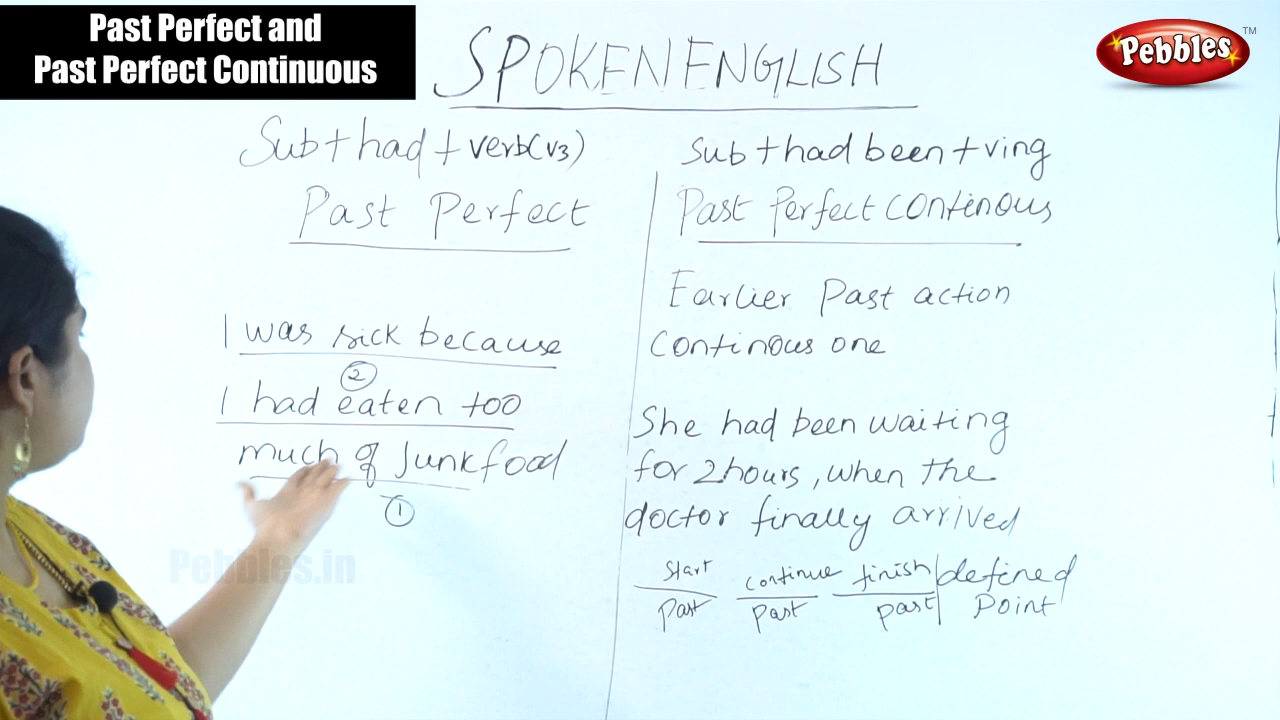 Past Perfect and
Past Perfect Continuous
Pebbles TM
SPOKEN ENGLISH
Sub + had + verb(v3)
Past Perfect
I was sick because
②
I had eaten too
much of Junk food
①
Sub + had been + ving
Past Perfect continous
Earlier Past action
continous one
She had been waiting
for 2 hours, when the
doctor finally arrived
start continue finish defined
Past past past point
Pebbles.in